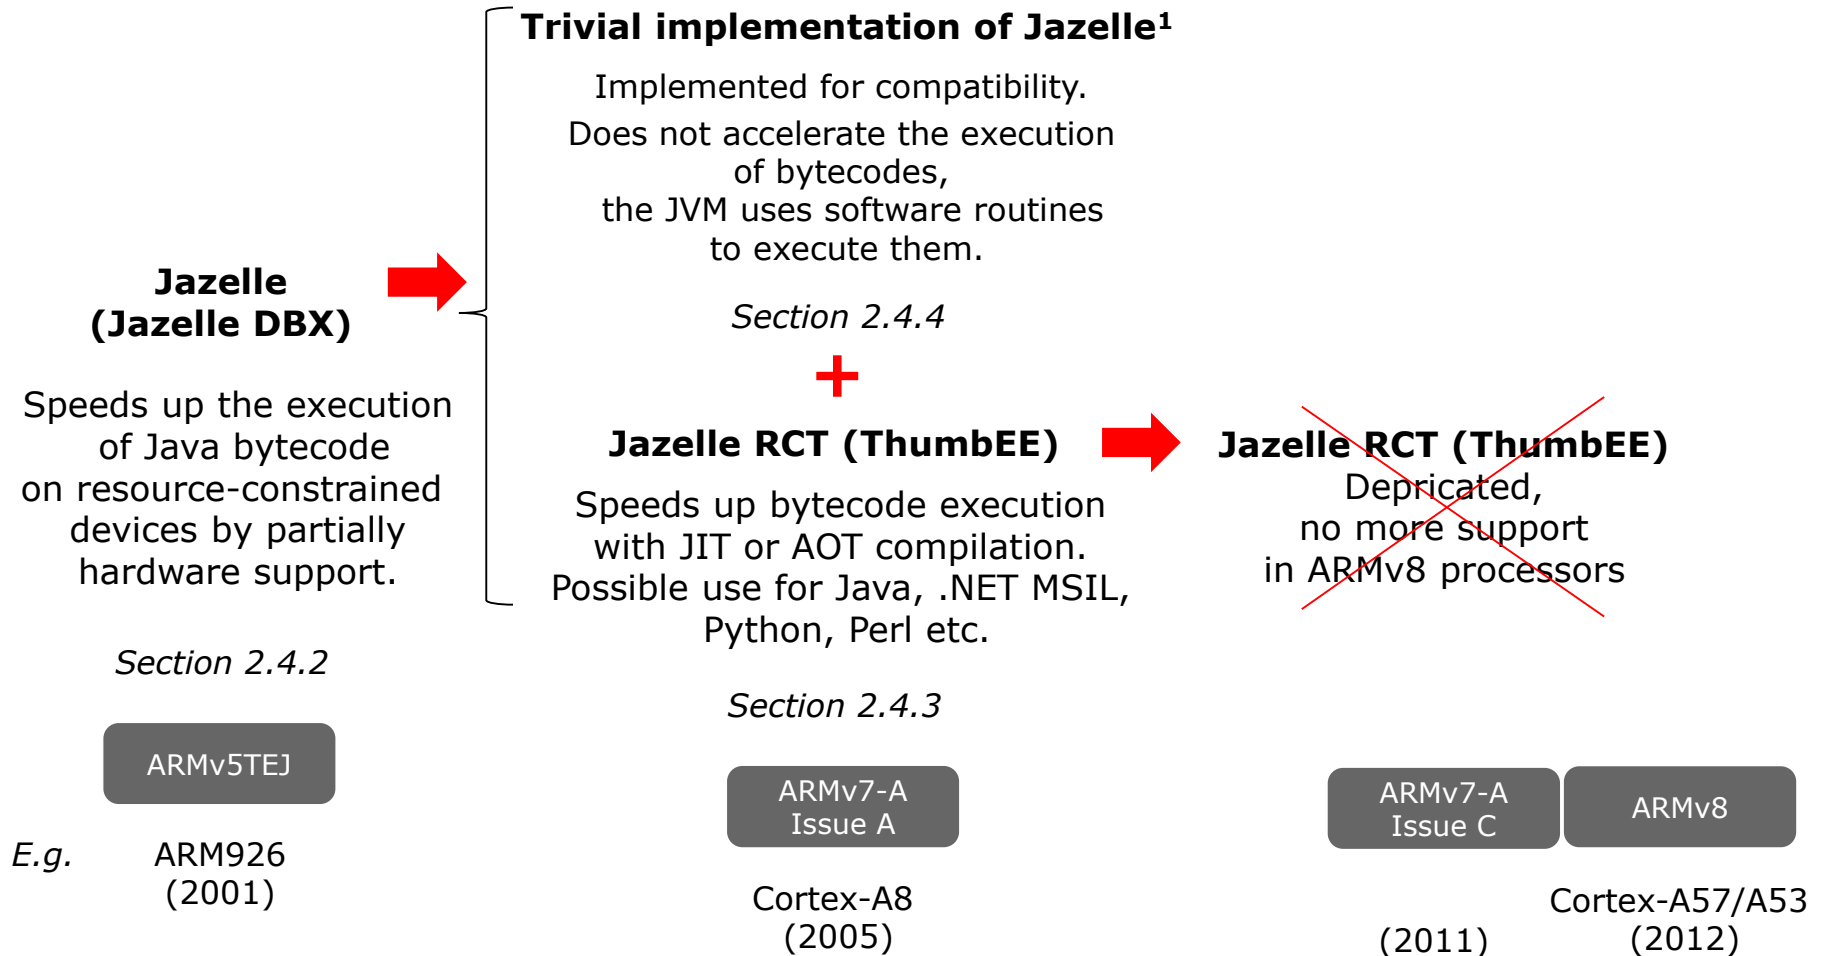 Trivial implementation of Jazelle¹
Implemented for compatibility.
Does not accelerate the execution
of bytecodes,
the JVM uses software routines
to execute them.
Section 2.4.4
+
Jazelle
(Jazelle DBX)
Speeds up the execution
of Java bytecode
on resource-constrained
devices by partially
hardware support.
Section 2.4.2
Jazelle RCT (ThumbEE)
Speeds up bytecode execution
with JIT or AOT compilation.
Possible use for Java, .NET MSIL,
Python, Perl etc.
Section 2.4.3
Jazelle RCT (ThumbEE)
Depricated,
no more support
in ARMv8 processors
ARMv5TEJ
ARMv7-A
Issue A
ARMv7-A
Issue C
ARMv8
E.g.
ARM926
(2001)
Cortex-A8
(2005)
(2011)
Cortex-A57/A53
(2012)